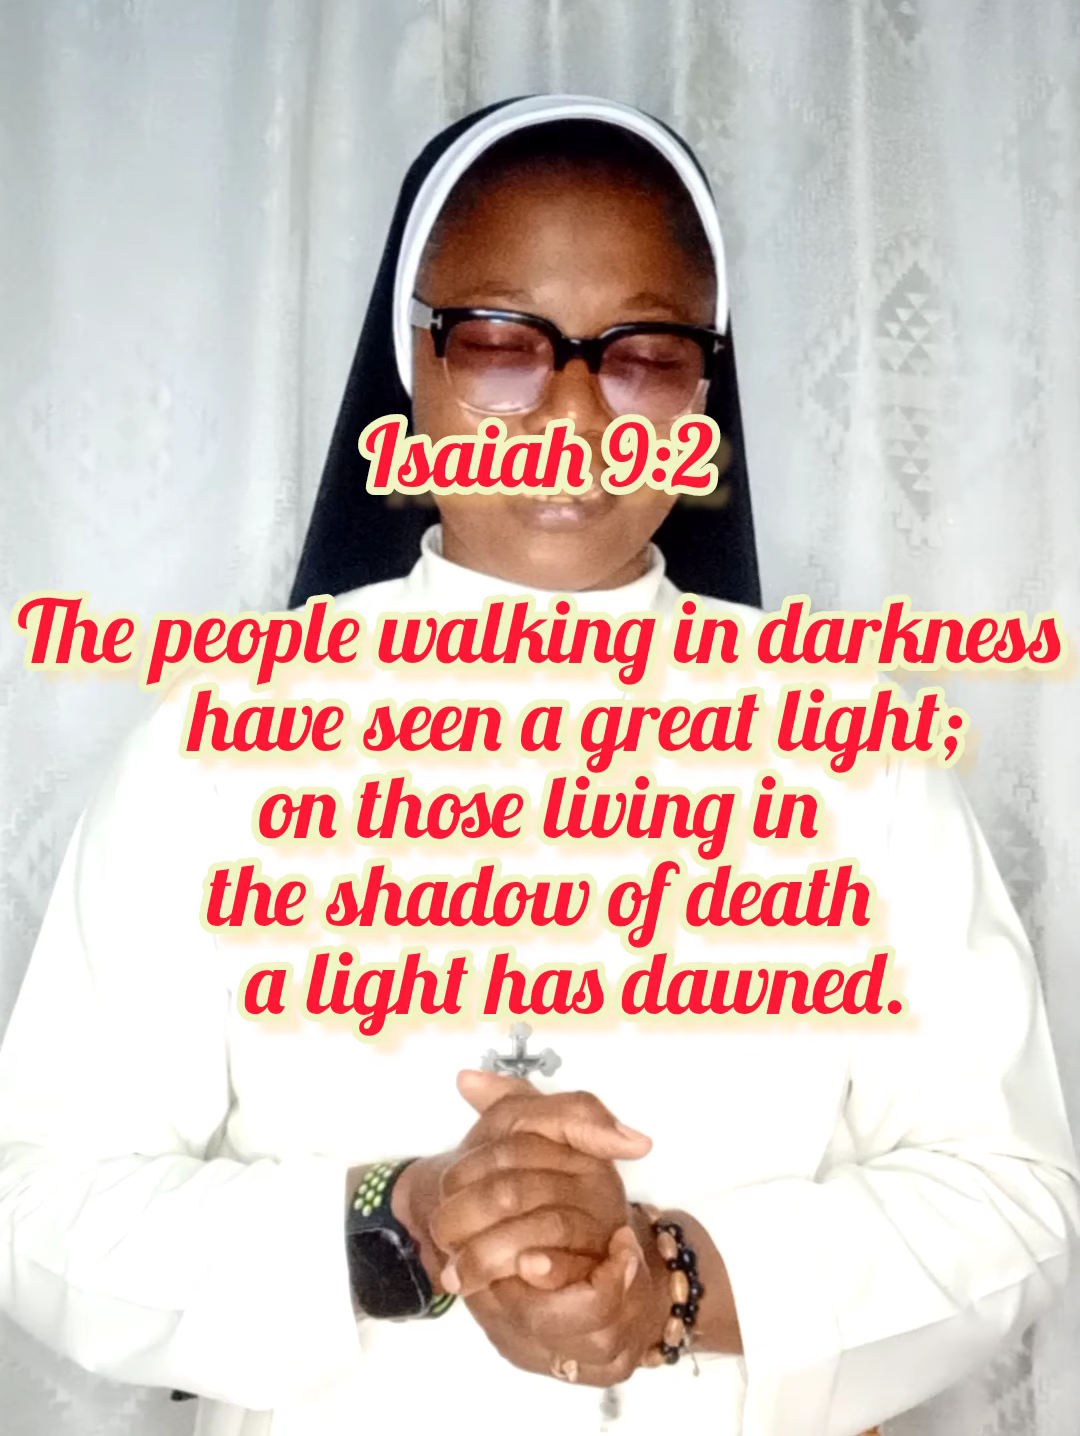 Isaiah 9:2
The people walking in darkness
have seen a great light;
on those living in
the shadow of death
a light has dawned.